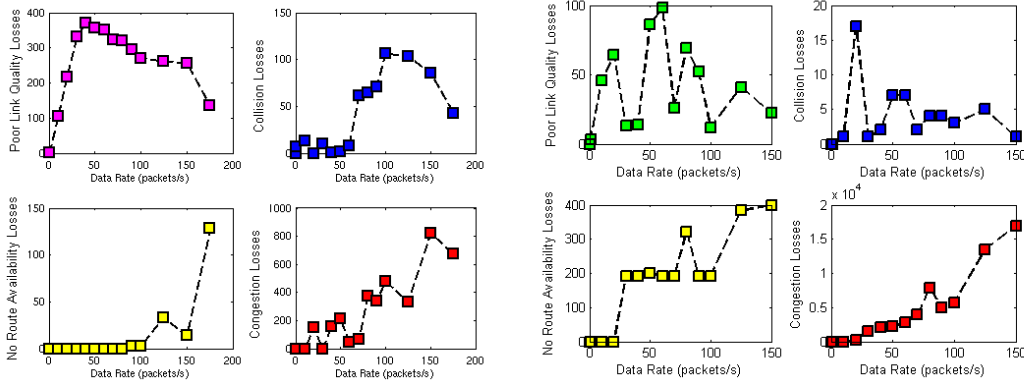 Poor Link Quality Losses
400
300
200
100
0
0 50 100 150 200
Data Rate (packets/s)
Collision Losses
150
100
50
0
0 50 100 150 200
Data Rate (packets/s)
Poor Link Quality Losses
100
50
0
0 50 100 150
Data Rate (packets/s)
Collision Losses
20
15
10
5
0
0 50 100 150
Data Rate (packets/s)
No Route Availability Losses
150
100
50
0
0 50 100 150 200
Data Rate (packets/s)
Congestion Losses
1000
800
600
400
200
0
0 50 100 150 200
Data Rate (packets/s)
No Route Availability Losses
400
300
200
100
0
0 50 100 150
Data Rate (packets/s)
Congestion Losses
x 10^4
2
1.5
1
0.5
0
0 50 100 150
Data Rate (packets/s)